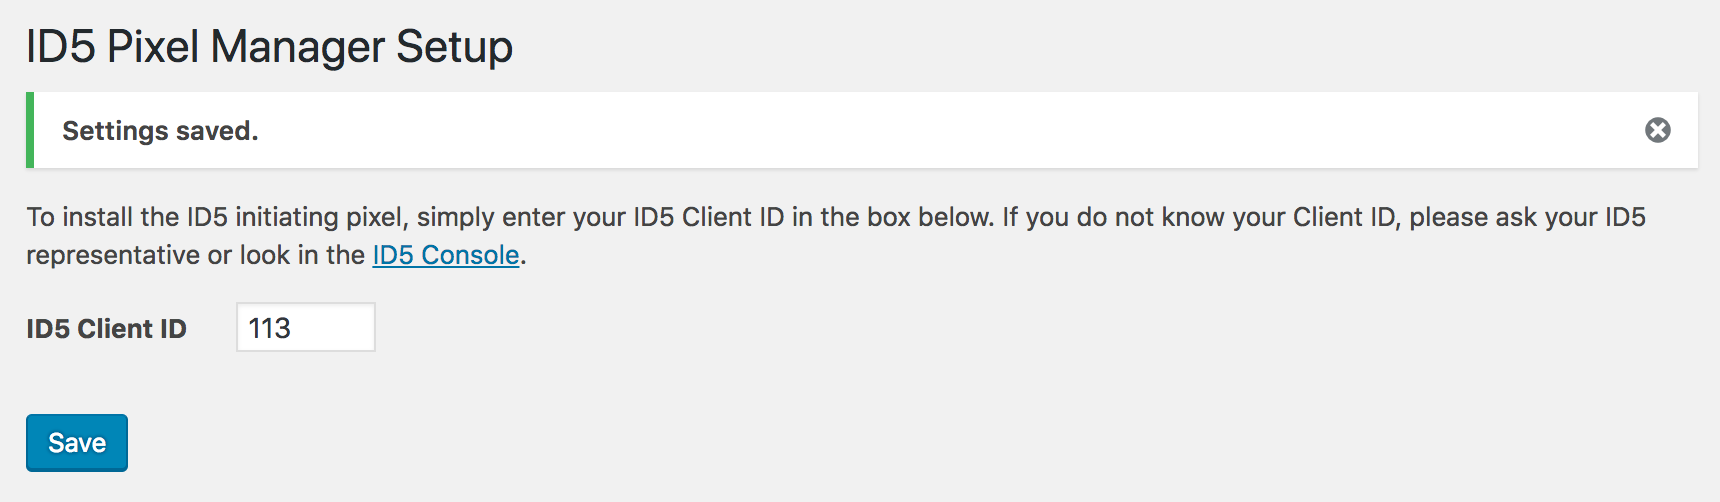 ID5 Pixel Manager Setup
Settings saved.
To install the ID5 initiating pixel, simply enter your ID5 Client ID in the box below. If you do not know your Client ID, please ask your ID5
representative or look in the ID5 Console.
ID5 Client ID 113
Save